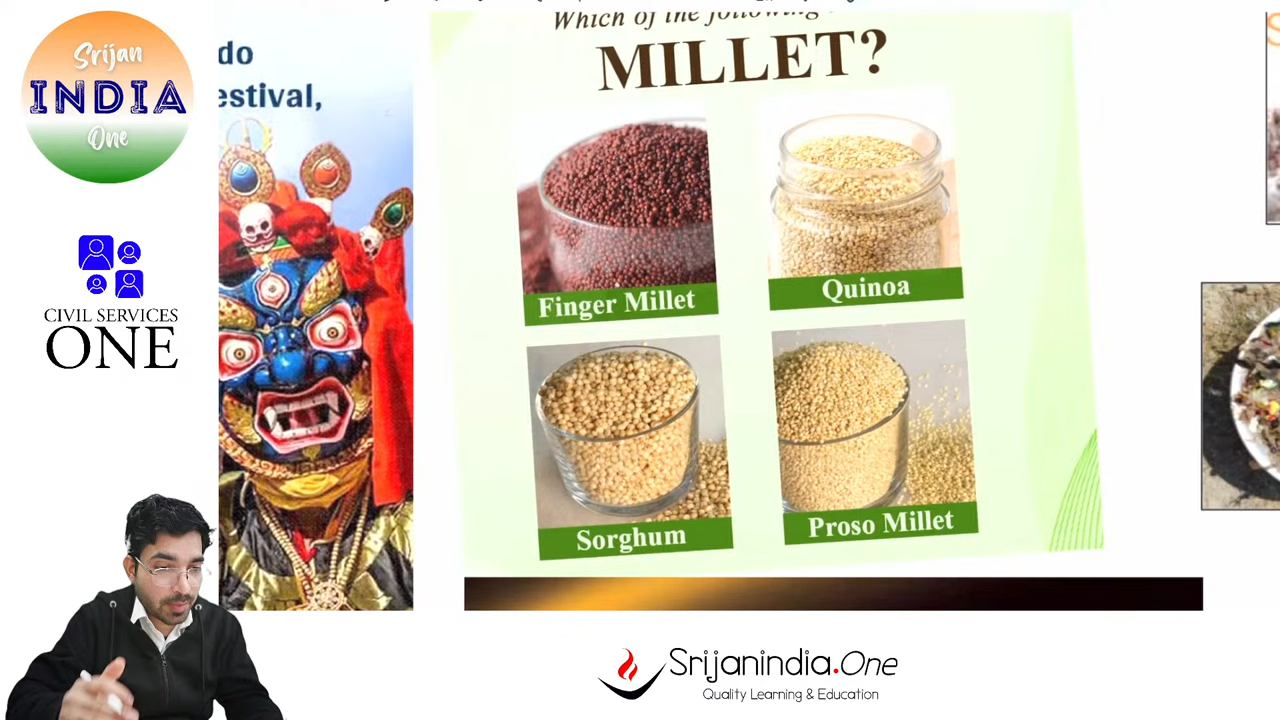 Srijan
INDIA
One
CIVIL SERVICES
ONE
do
estival,
Which of the following
MILLET?
Finger Millet
Quinoa
Sorghum
Proso Millet
Srijanindia.One
Quality Learning & Education